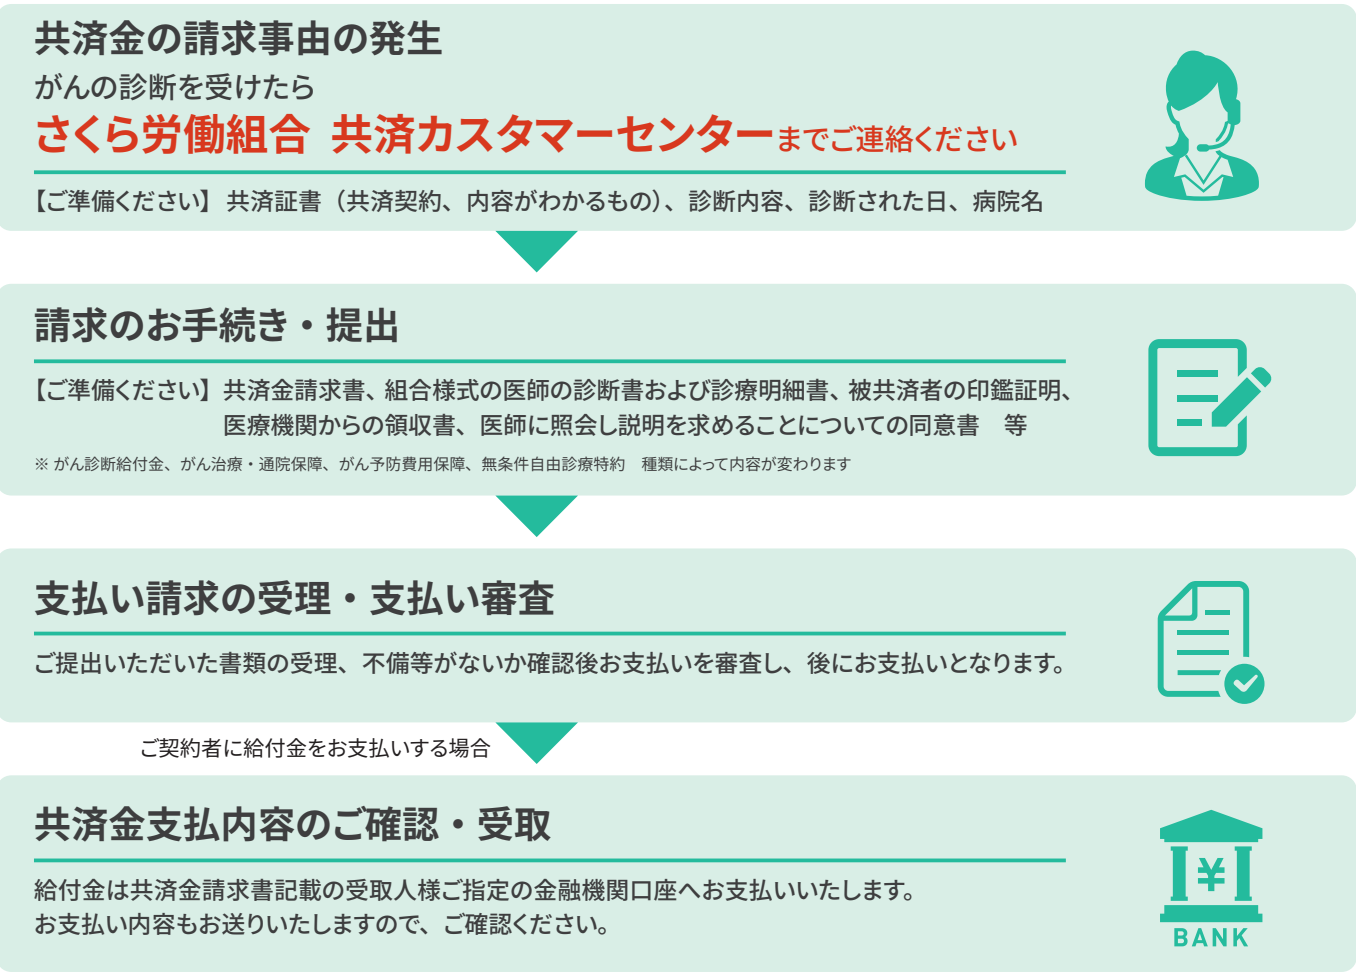 共済金の請求事由の発生
がんの診断を受けたら
さくら労働組合 共済カスタマーセンターまでご連絡ください
【ご準備ください】共済証書（共済契約、内容がわかるもの）、診断内容、診断された日、病院名
請求のお手続き・提出
【ご準備ください】共済金請求書、組合様式の医師の診断書および診療明細書、被共済者の印鑑証明、
医療機関からの領収書、医師に照会し説明を求めることについての同意書　等
※ がん診断給付金、がん治療・通院保障、がん予防費用保障、無条件自由診療特約　種類によって内容が変わります
支払い請求の受理・支払い審査
ご提出いただいた書類の受理、不備等がないか確認後お支払いを審査し、後にお支払いとなります。
ご契約者に給付金をお支払いする場合
共済金支払内容のご確認・受取
給付金は共済金請求書記載の受取人様ご指定の金融機関口座へお支払いいたします。
お支払い内容もお送りいたしますので、ご確認ください。
¥
BANK